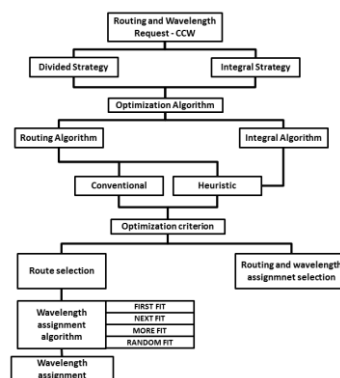 Routing and Wavelength
Request - CCW
Divided Strategy
Integral Strategy
Optimization Algorithm
Routing Algorithm
Integral Algorithm
Conventional
Heuristic
Optimization criterion
Route selection
Routing and wavelength
assignmnet selection
Wavelength
assignment
algorithm
FIRST FIT
NEXT FIT
MORE FIT
RANDOM FIT
Wavelength
assignment